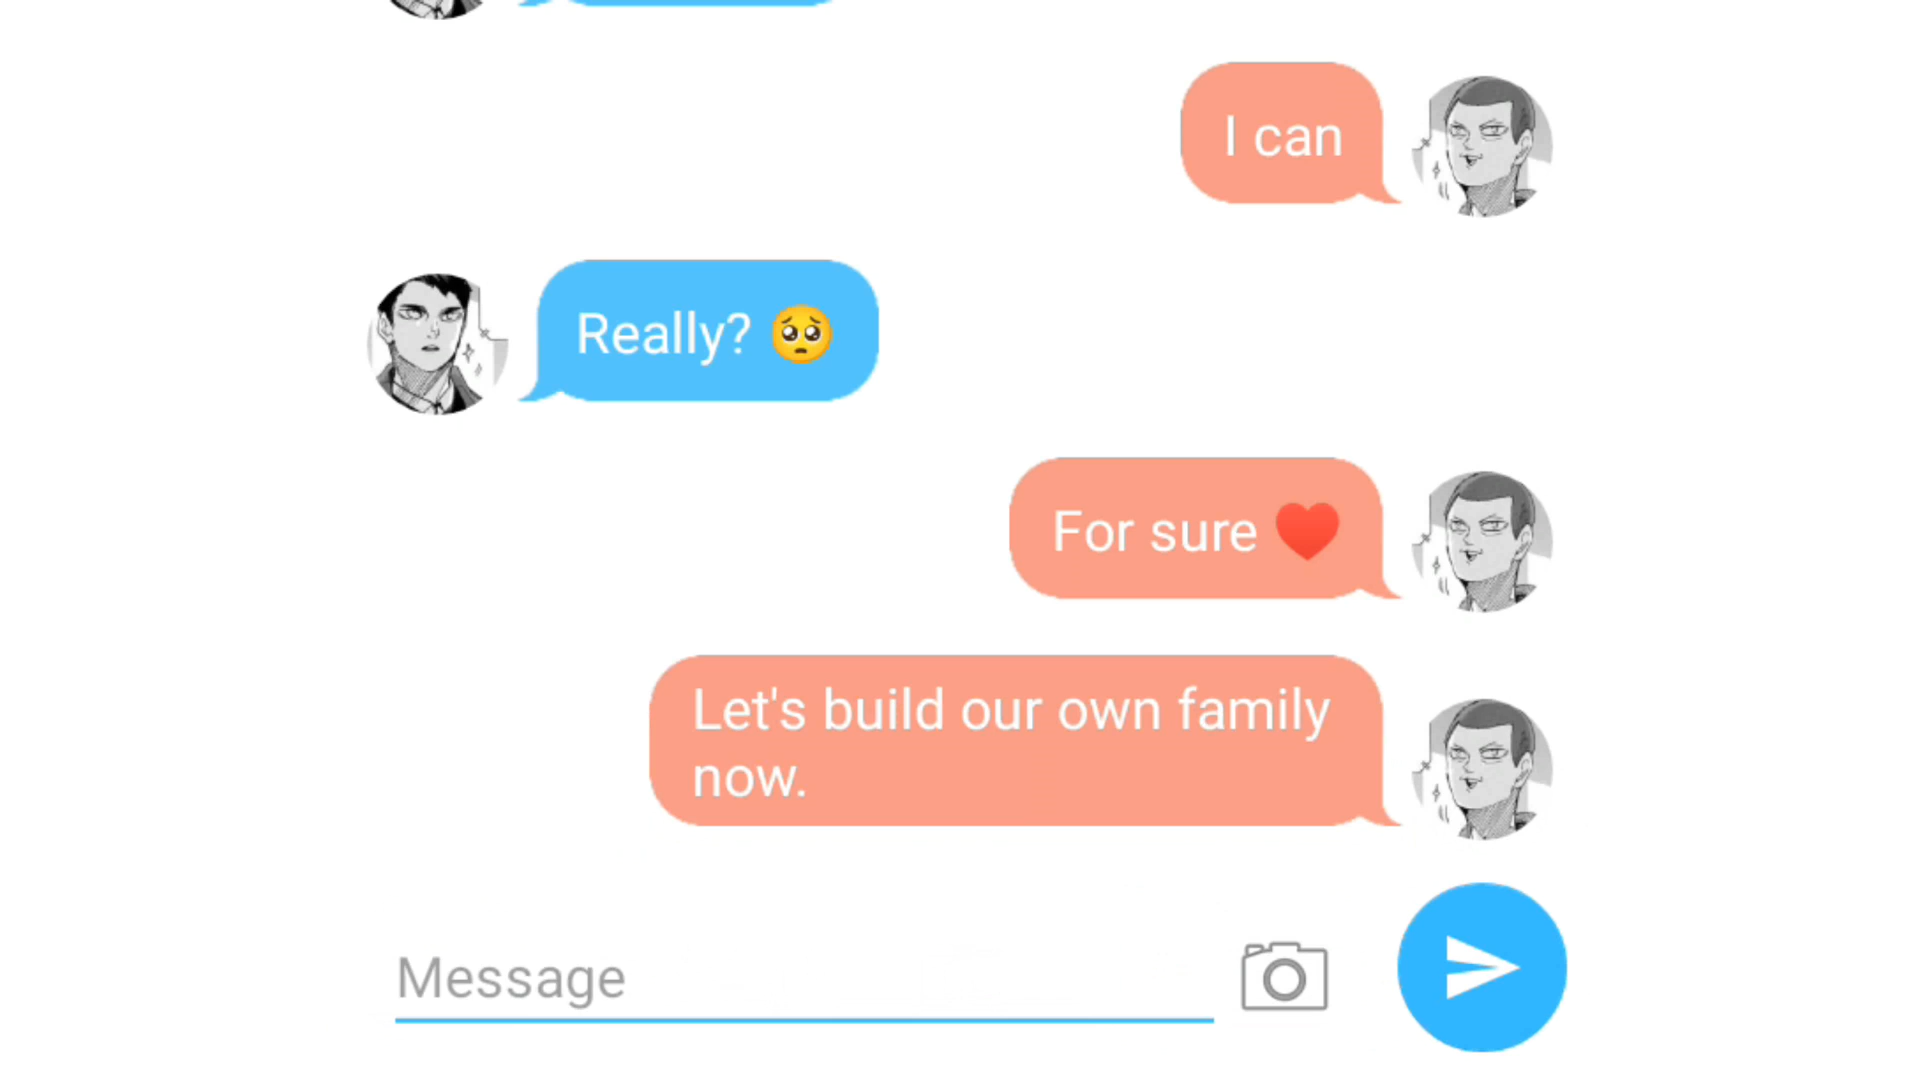 I can
Really? 🥺
For sure ♥️
Let's build our own family
now.
Message